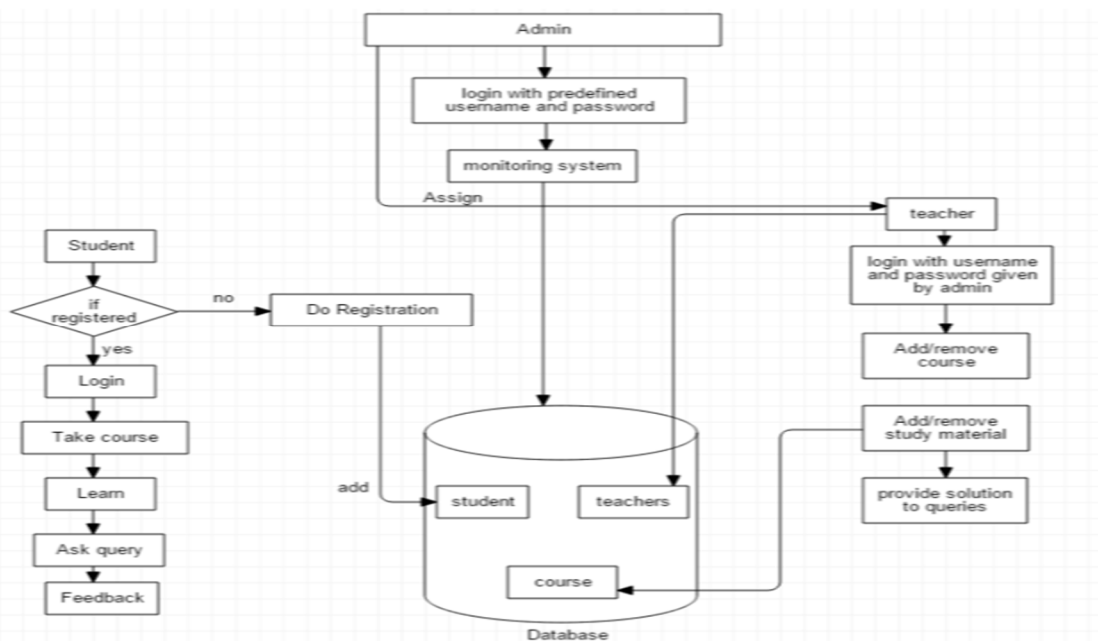 Admin
login with predefined
username and password
monitoring system
Assign
teacher
login with username
and password given
by admin
Add/remove
course
Add/remove
study material
provide solution
to queries
Student
if
registered
no
Do Registration
yes
Login
Take course
Learn
Ask query
Feedback
add
student
teachers
course
Database